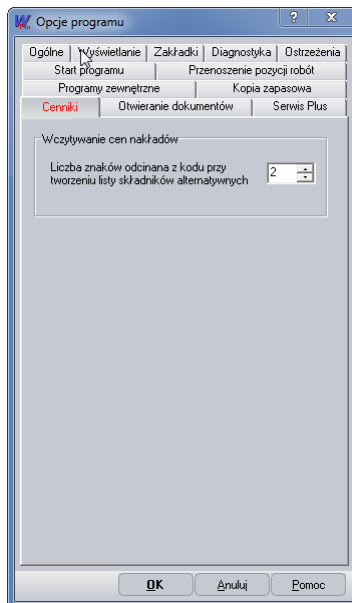 Opcje programu
Ogólne Wyświetlanie Zakładki Diagnostyka Ostrzeżenia
Start programu Przenoszenie pozycji robót
Programy zewnętrzne Kopia zapasowa
Cenniki Otwieranie dokumentów Serwis Plus
Wczytywanie cen nakładów
Liczba znaków odcinana z kodu przy
tworzeniu listy składników alternatywnych
2
OK Anuluj Pomoc